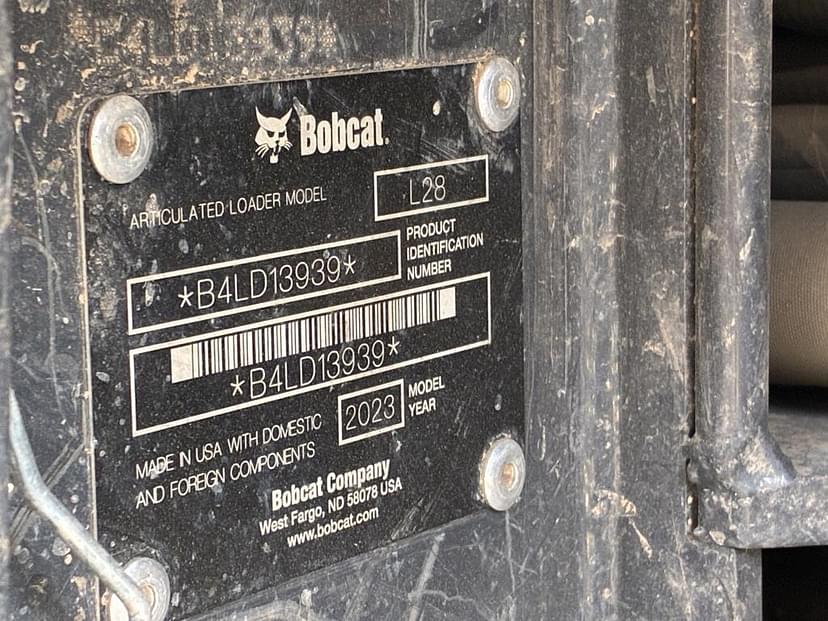 *B4LD13939*
Bobcat.
ARTICULATED LOADER MODEL
L28
PRODUCT
IDENTIFICATION
NUMBER
*B4LD13939*
*B4LD13939*
2023
MODEL
YEAR
MADE IN USA WITH DOMESTIC
AND FOREIGN COMPONENTS
Bobcat Company
West Fargo, ND 58078 USA
www.bobcat.com